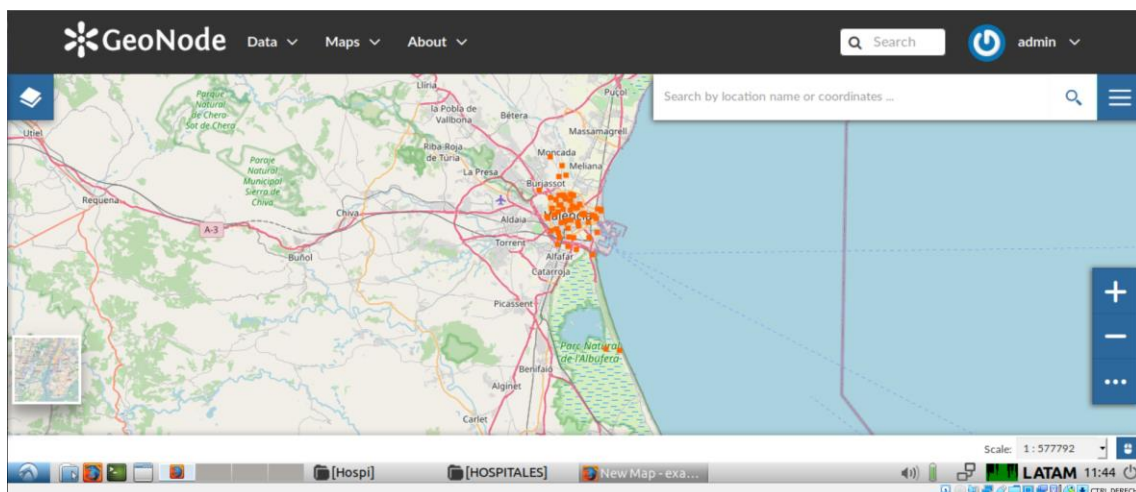 GeoNode Data Maps About Search admin
Search by location name or coordinates ...
Llíria
Puçol
Parque
Natural
de Chera-
Sot de Chera
la Pobla de
Vallbona
Bétera
Utiel
Massamagrell
Riba-Roja
de Túria
Moncada
Meliana
Paraje
Natural
Municipal
Sierra de
Chiva
La Presa
Burjassot
Requena
Chiva
Aldaia
València
A-3
Torrent
Buñol
Alfafar
Catarroja
Picassent
Parc Natural
de l'Albufera
Benifaió
Alginet
Carlet
Scale: 1 : 577792
[Hospi] [HOSPITALES] New Map - exa... LATAM 11:44
CTRL DERECH